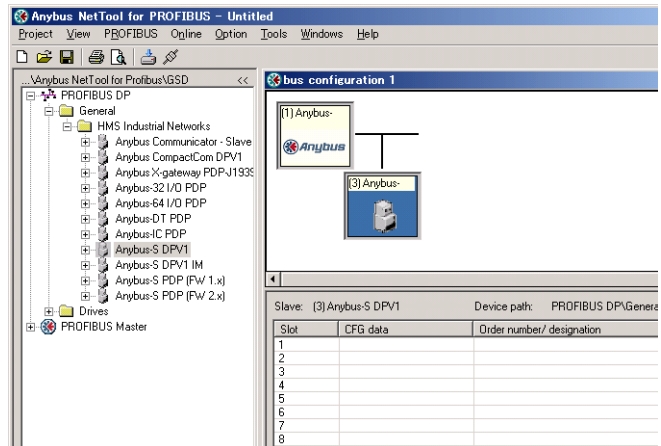 Anybus NetTool for PROFIBUS - Untitled
Project View PROFIBUS Online Option Tools Windows Help
...\Anybus NetTool for Profibus\GSD <<
PROFIBUS DP
General
HMS Industrial Networks
Anybus Communicator - Slave
Anybus CompactCom DPV1
Anybus X-gateway PDP-J1939
Anybus-32 I/O PDP
Anybus-64 I/O PDP
Anybus-DT PDP
Anybus-IC PDP
Anybus-S DPV1
Anybus-S DPV1 IM
Anybus-S PDP (FW 1.x)
Anybus-S PDP (FW 2.x)
Drives
PROFIBUS Master
bus configuration 1
(1) Anybus-
Anybus
(3) Anybus-
Slave: (3) Anybus-S DPV1 Device path: PROFIBUS DP\Genera
Slot CFG data Order number/ designation
1
2
3
4
5
6
7
8